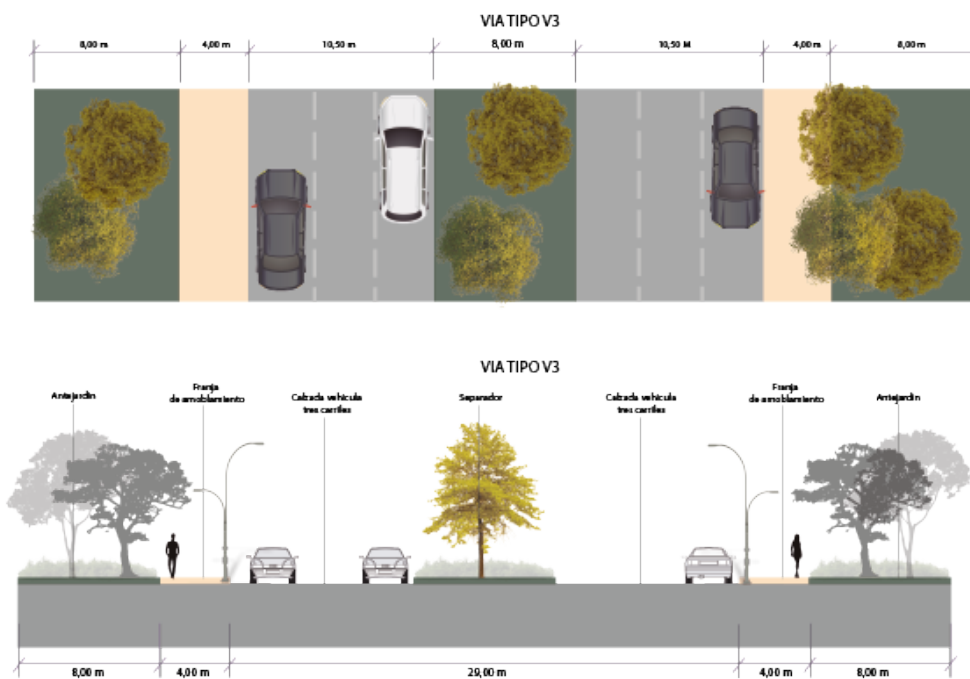 VIA TIPO V3
8,00 m 4,00 m 10,50 m 8,00 m 10,50 M 4,00 m 8,00 m
VIA TIPO V3
Antejardin
Franja
de amoblamiento
Calzada vehicula
tres carriles
Separador
Calzada vehicula
tres carriles
Franja
de amoblamiento
Antejardin
8,00 m 4,00 m 29,00 m 4,00 m 8,00 m